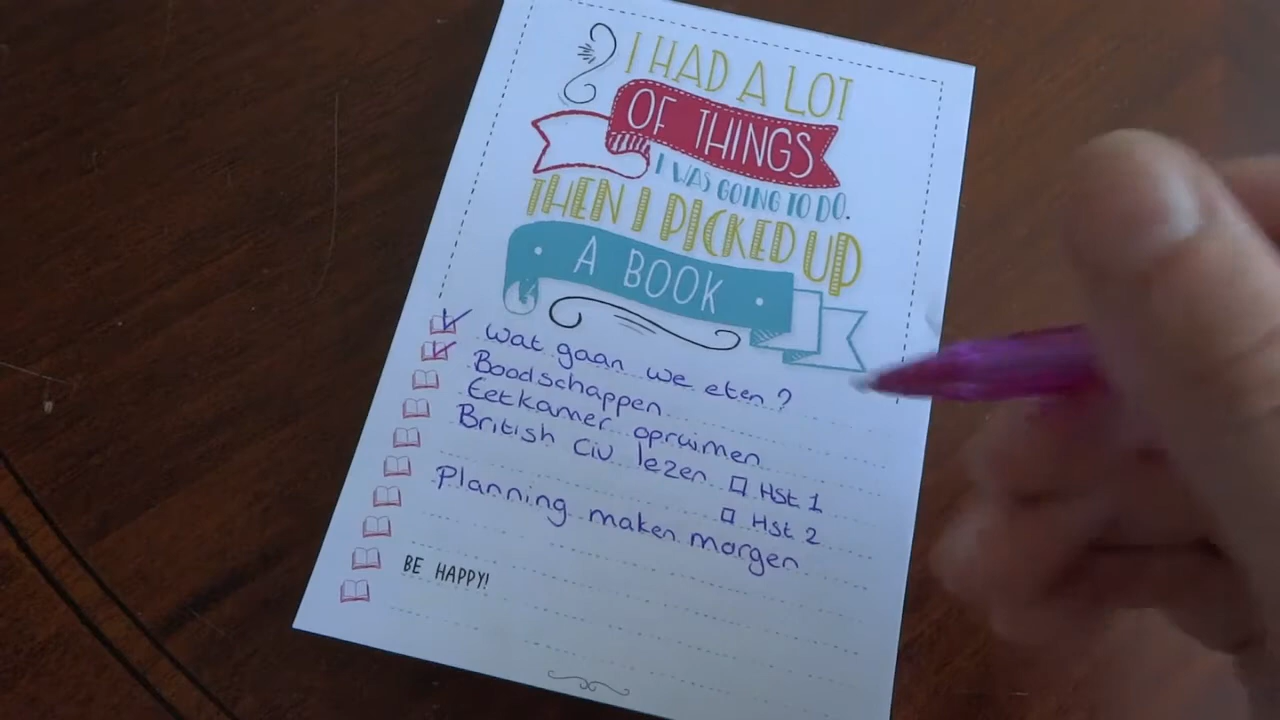 I HAD A LOT
OF THINGS
I WAS GOING TO DO.
THEN I PICKED UP
A BOOK
Wat gaan we eten?
Boodschappen
Eetkamer opruimen
British Civ lezen □ Hst 1
□ Hst 2
Planning maken morgen
BE HAPPY!